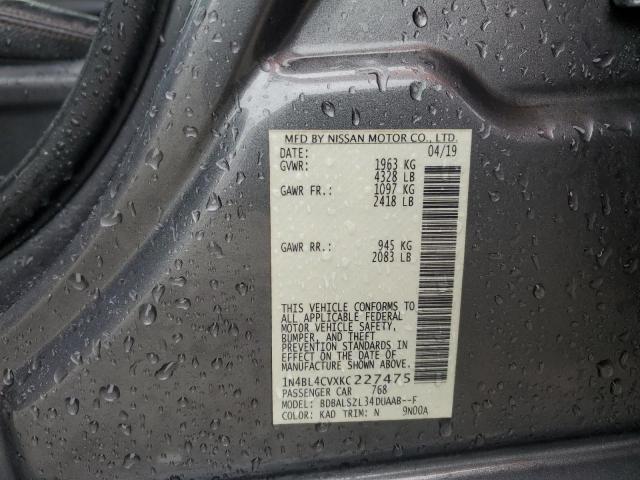 MFD BY NISSAN MOTOR CO., LTD.
DATE: 04/19
GVWR: 1963 KG
4328 LB
GAWR FR: 1097 KG
2418 LB
GAWR RR: 945 KG
2083 LB
THIS VEHICLE CONFORMS TO
ALL APPLICABLE FEDERAL
MOTOR VEHICLE SAFETY,
BUMPER, AND THEFT
PREVENTION STANDARDS IN
EFFECT ON THE DATE OF
MANUFACTURE SHOWN ABOVE.
1N4BL4CVXKC227475
PASSENGER CAR 768
MODEL: BDBALSZL34DUAAB--F
COLOR: KAD TRIM: N 9N00A